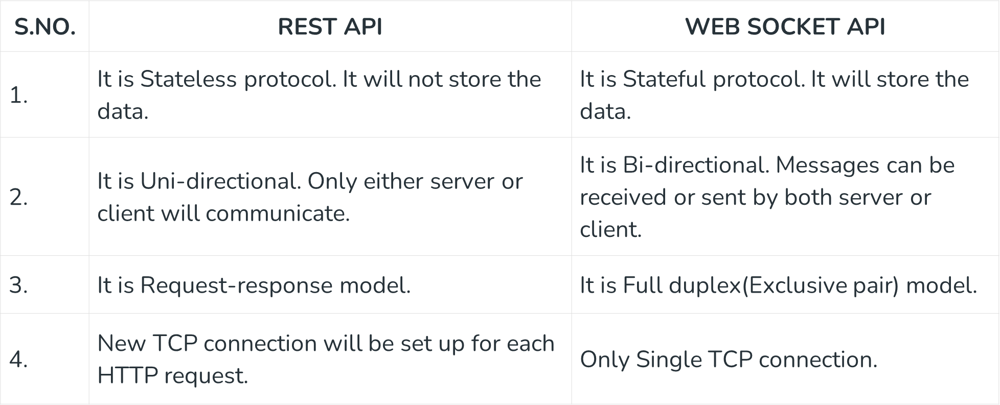 S.NO. REST API WEB SOCKET API
1.
It is Stateless protocol. It will not store the
data.
It is Stateful protocol. It will store the
data.
2.
It is Uni-directional. Only either server or
client will communicate.
It is Bi-directional. Messages can be
received or sent by both server or
client.
3.
It is Request-response model.
It is Full duplex(Exclusive pair) model.
4.
New TCP connection will be set up for each
HTTP request.
Only Single TCP connection.